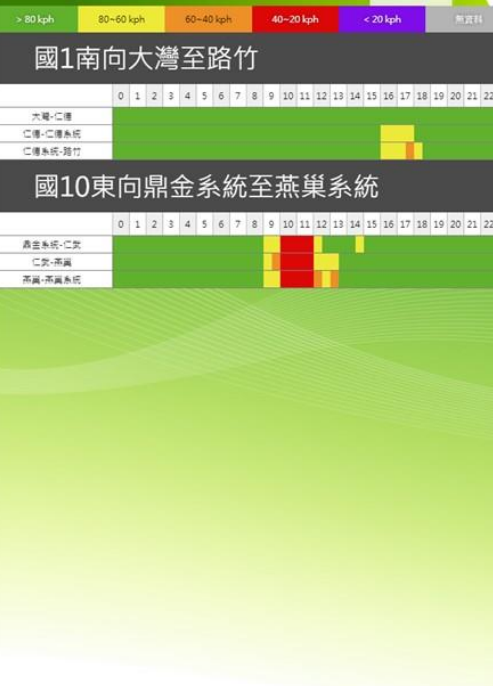 > 80 kph 80~60 kph 60~40 kph 40~20 kph < 20 kph 無資料
國1南向大灣至路竹
0 1 2 3 4 5 6 7 8 9 10 11 12 13 14 15 16 17 18 19 20 21 22
大灣-仁德
仁德-仁德系統
仁德系統-路竹
國10東向鼎金系統至燕巢系統
0 1 2 3 4 5 6 7 8 9 10 11 12 13 14 15 16 17 18 19 20 21 22
鼎金系統-仁武
仁武-燕巢
燕巢-燕巢系統